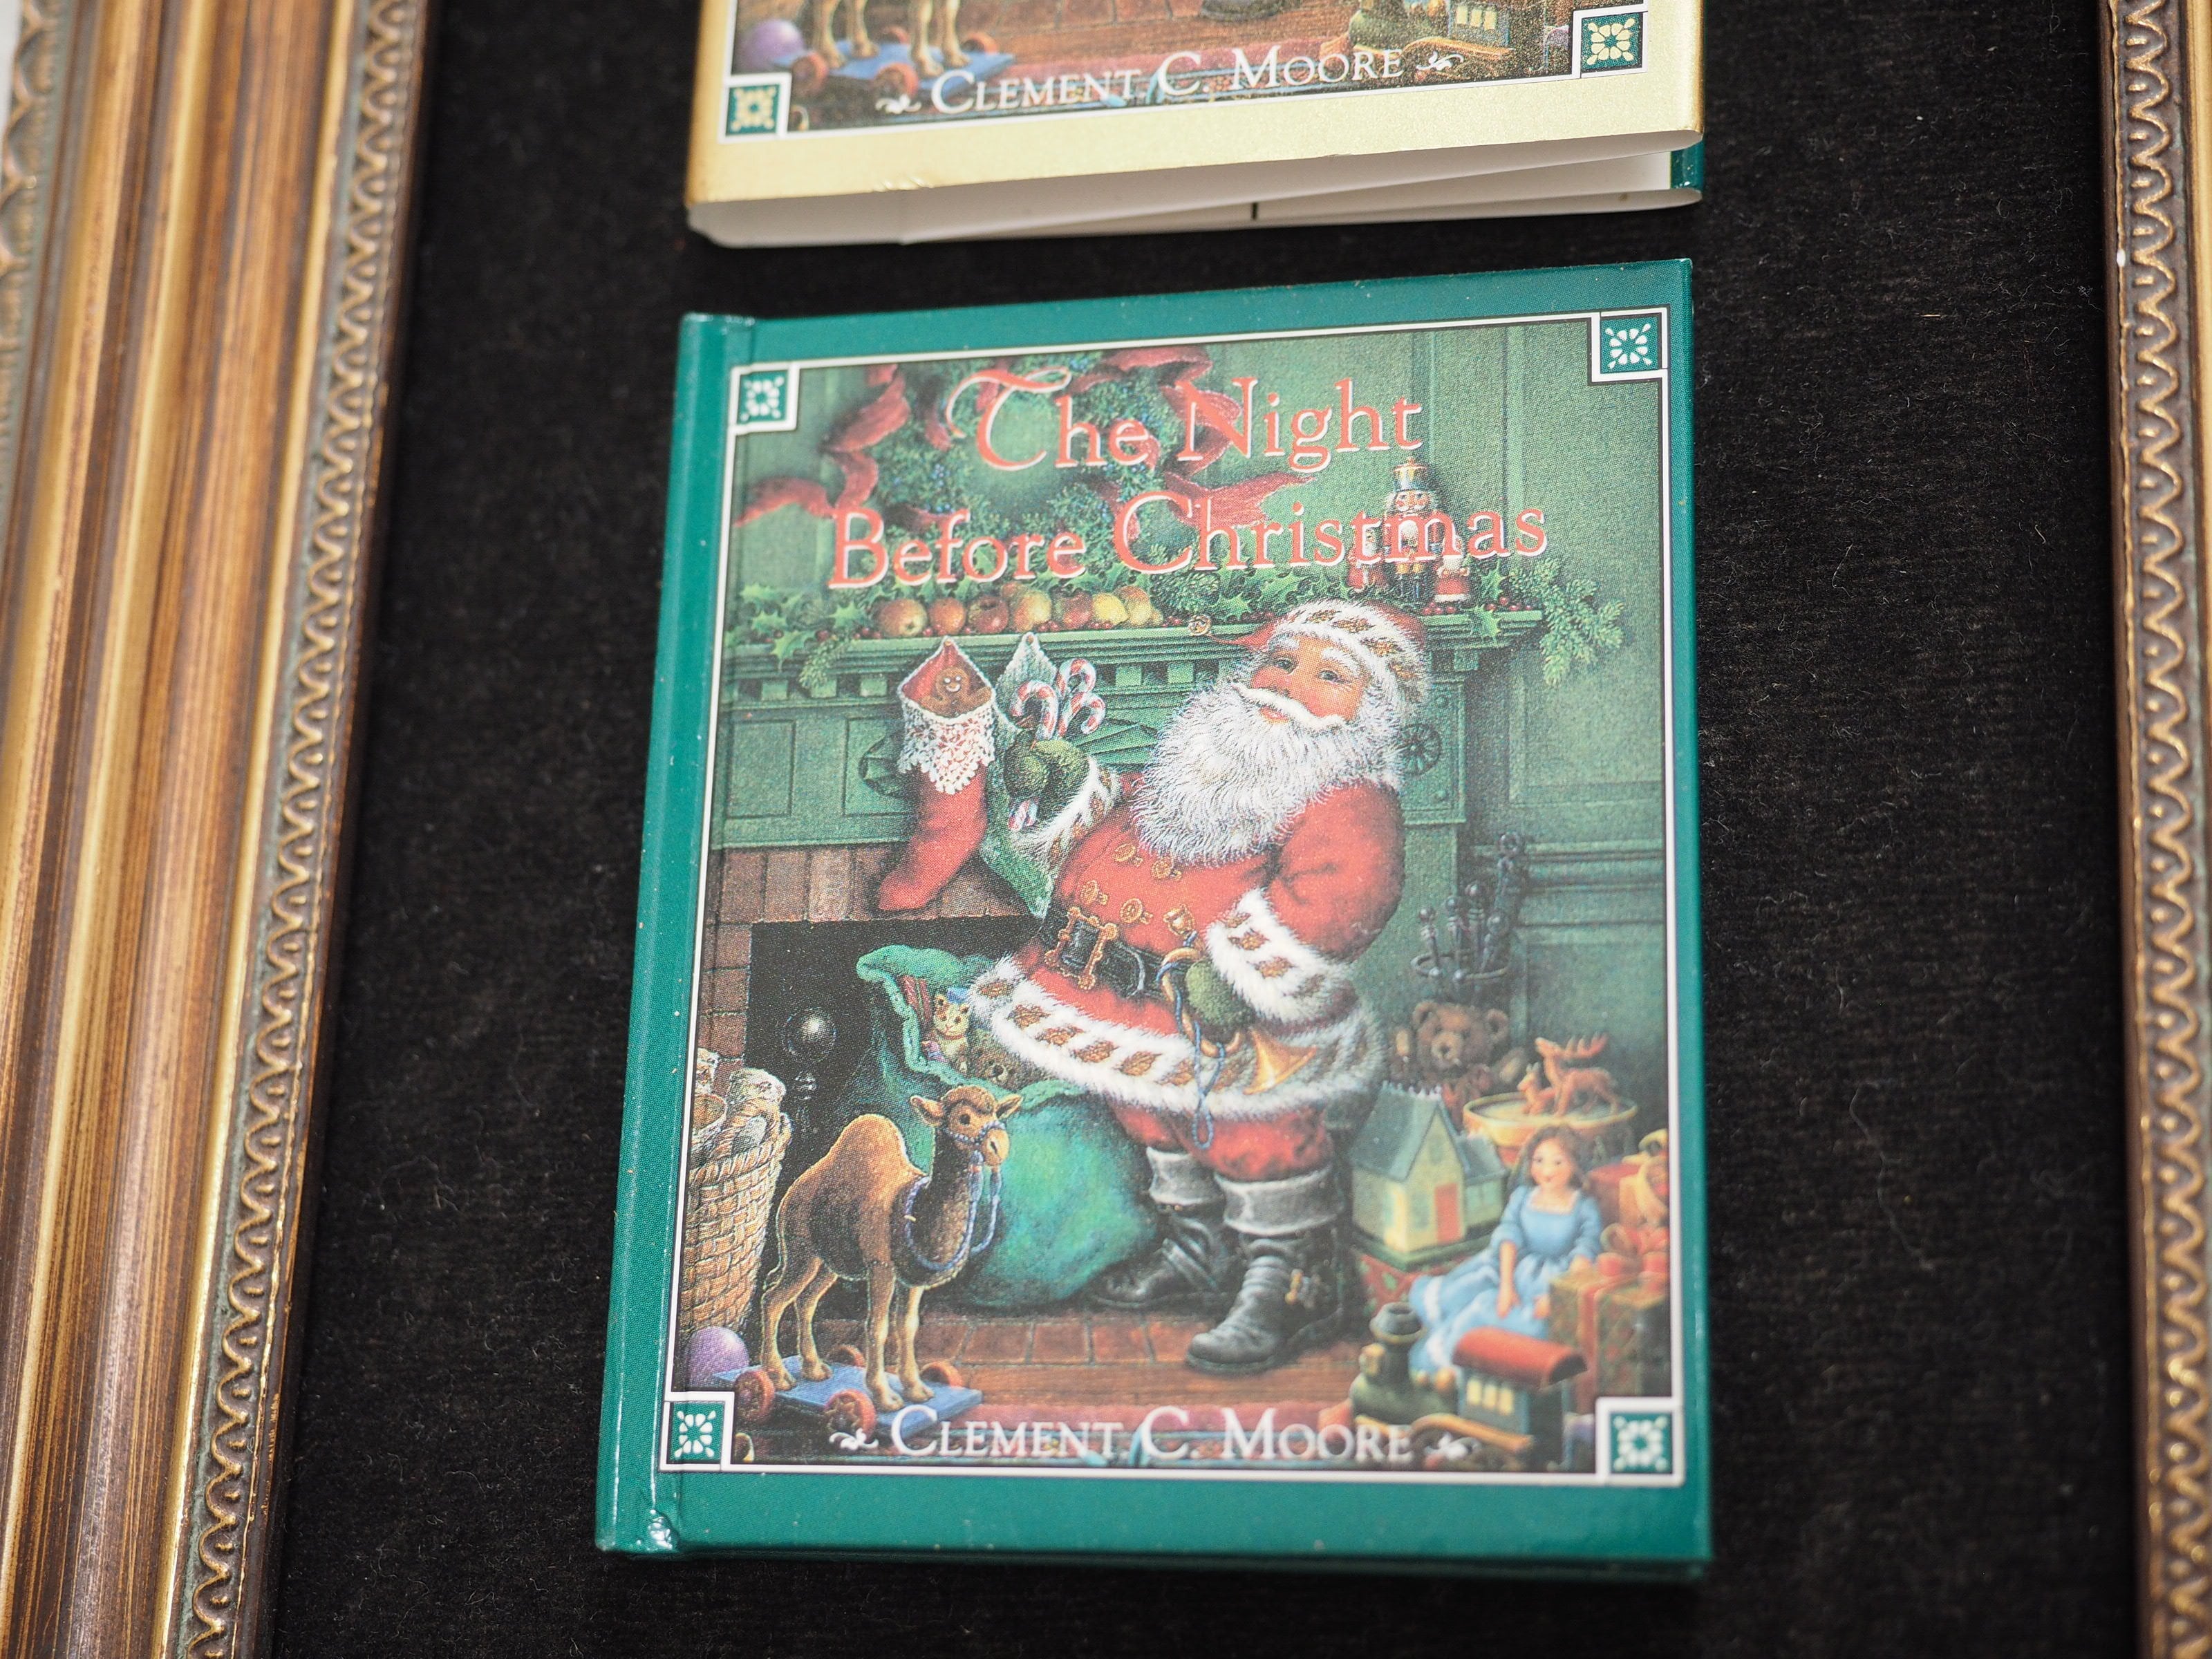 CLEMENT C. MOORE
The Night
Before Christmas
CLEMENT C. MOORE